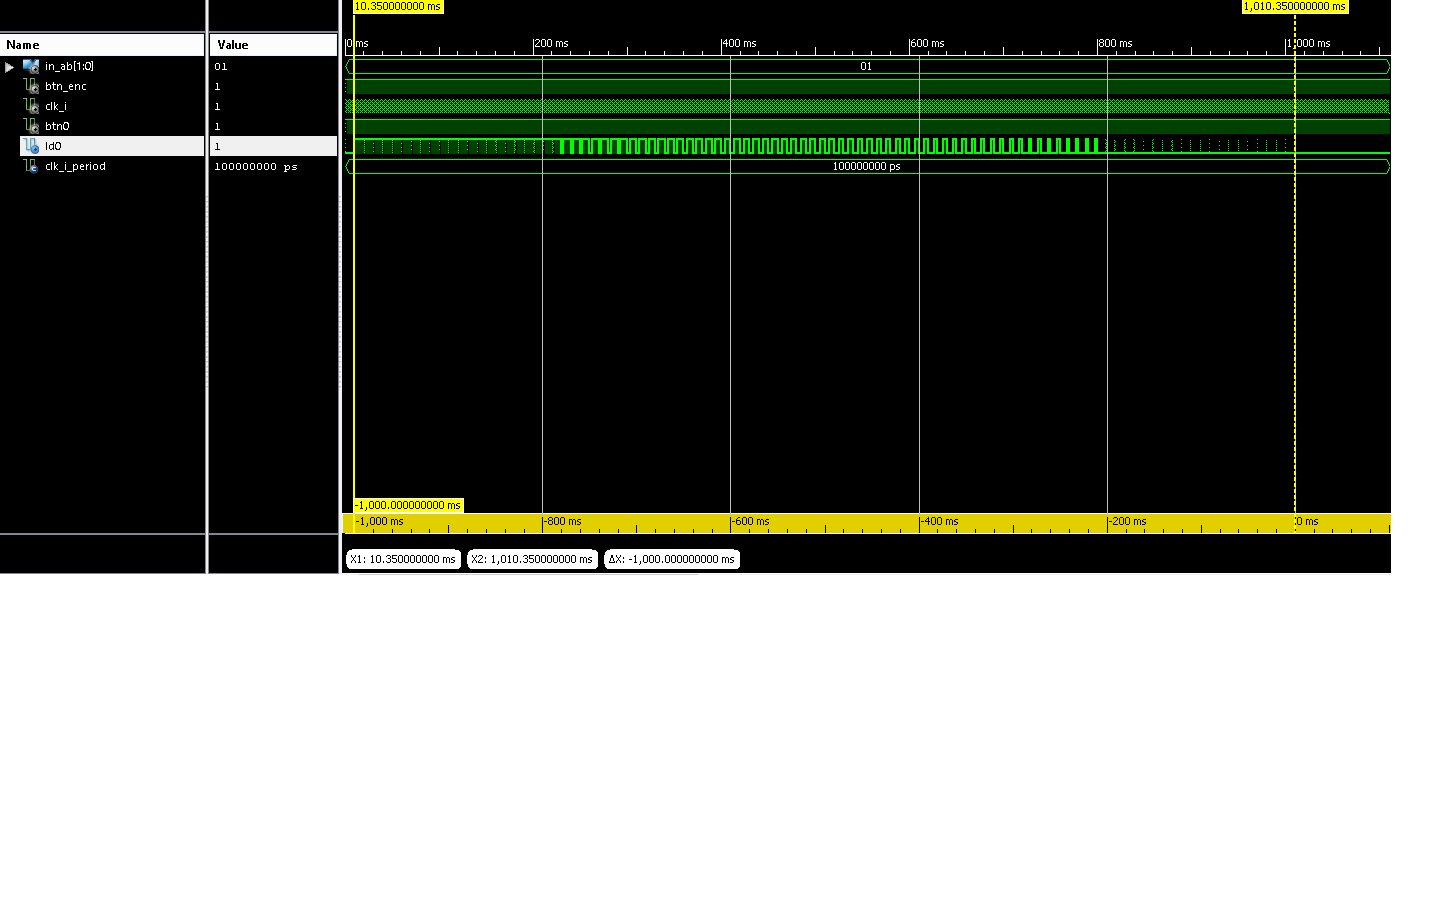 10.350000000 ms 1,010.350000000 ms
Name Value 0 ms 200 ms 400 ms 600 ms 800 ms 1,000 ms
in_ab[1:0] 01 01
btn_enc 1
clk_i 1
btn0 1
ld0 1
clk_i_period 100000000 ps 100000000 ps
-1,000.000000000 ms
-1,000 ms -800 ms -600 ms -400 ms -200 ms 0 ms
X1: 10.350000000 ms X2: 1,010.350000000 ms ΔX: -1,000.000000000 ms